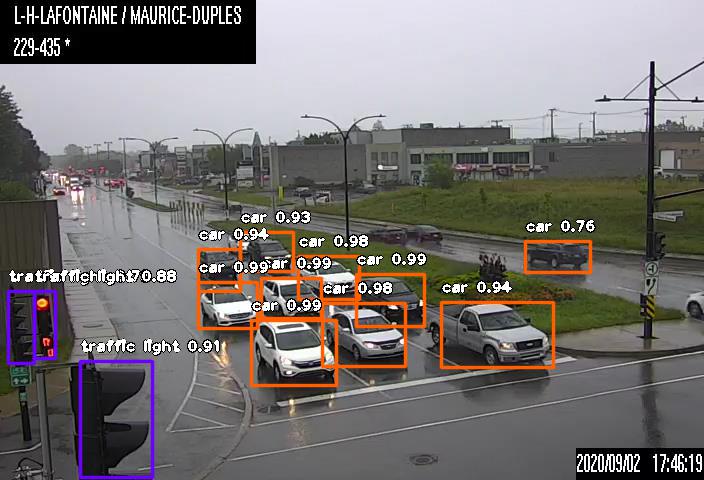 L-H-LAFONTAINE / MAURICE-DUPLES
229-435 *
car 0.93
car 0.76
car 0.94
car 0.98
car 0.99
car 0.99
car 0.99
0.88
car 0.98
car 0.94
car 0.99
traffic light 0.91
2020/09/02 17:46:19